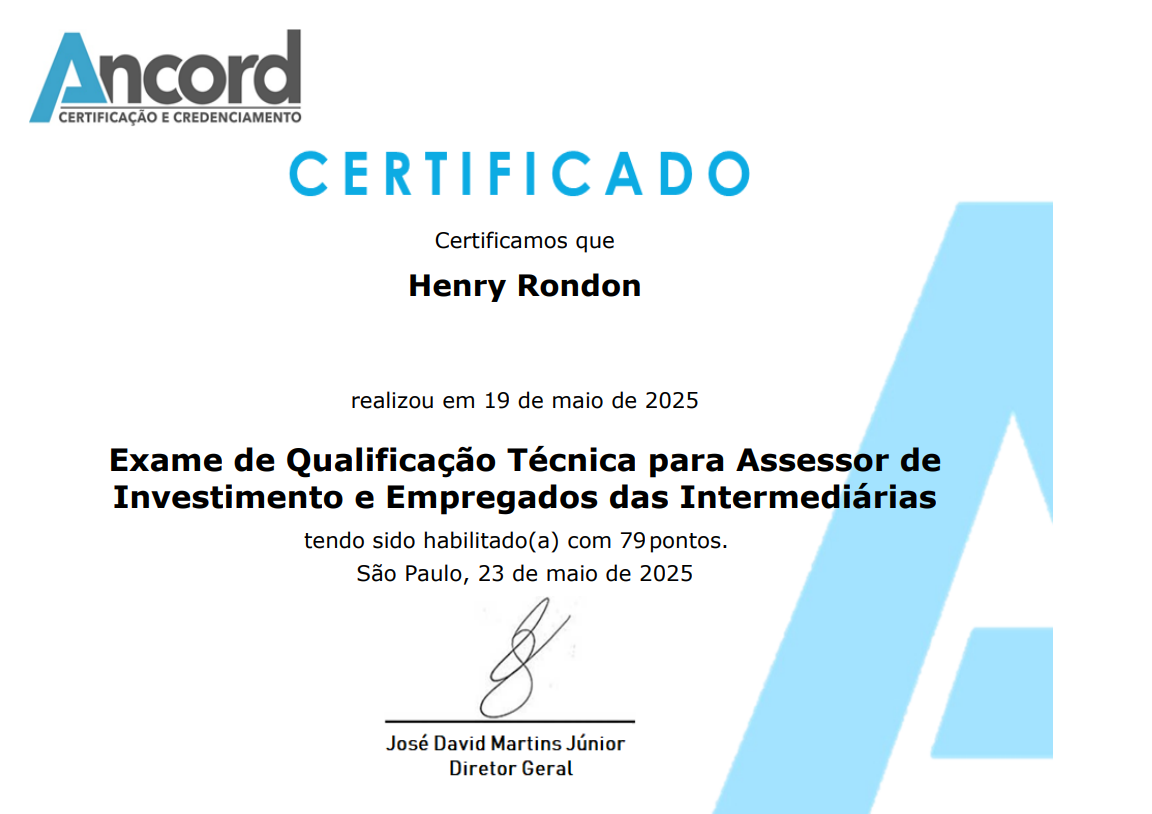 Ancord
CERTIFICAÇÃO E CREDENCIAMENTO
CERTIFICADO
Certificamos que
Henry Rondon
realizou em 19 de maio de 2025
Exame de Qualificação Técnica para Assessor de
Investimento e Empregados das Intermediárias
tendo sido habilitado(a) com 79 pontos.
São Paulo, 23 de maio de 2025
José David Martins Júnior
Diretor Geral